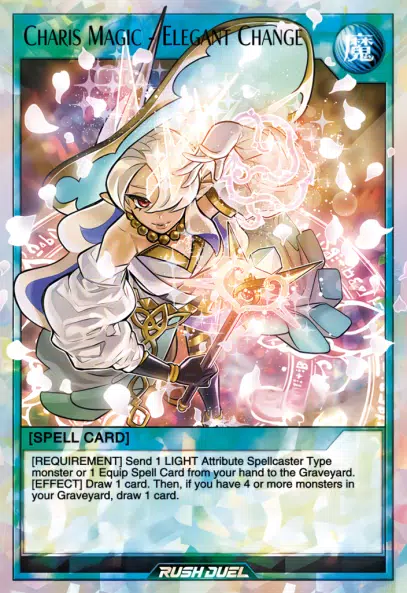 CHARIS MAGIC - ELEGANT CHANGE
魔
[SPELL CARD]
[REQUIREMENT] Send 1 LIGHT Attribute Spellcaster Type
monster or 1 Equip Spell Card from your hand to the Graveyard.
[EFFECT] Draw 1 card. Then, if you have 4 or more monsters in
your Graveyard, draw 1 card.
RUSH DUEL